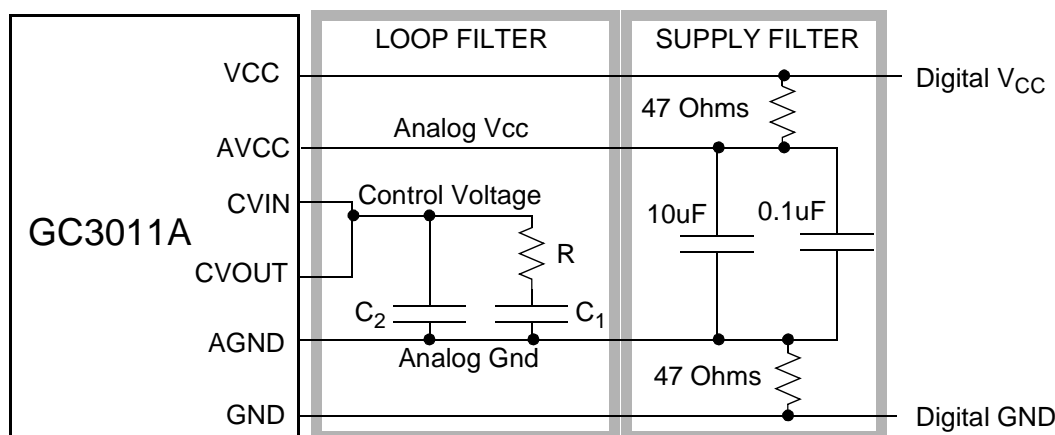 LOOP FILTER
SUPPLY FILTER
VCC
Digital VCC
47 Ohms
Analog Vcc
AVCC
CVIN
Control Voltage
10uF
0.1uF
GC3011A
R
CVOUT
C2
C1
AGND
Analog Gnd
47 Ohms
GND
Digital GND